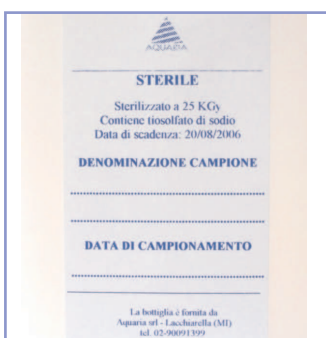 AQUARIA
STERILE
Sterilizzato a 25 KGy
Contiene tiosolfato di sodio
Data di scadenza: 20/08/2006
DENOMINAZIONE CAMPIONE
DATA DI CAMPIONAMENTO
La bottiglia è fornita da
Aquaria srl - Lacchiarella (MI)
tel. 02-90091399